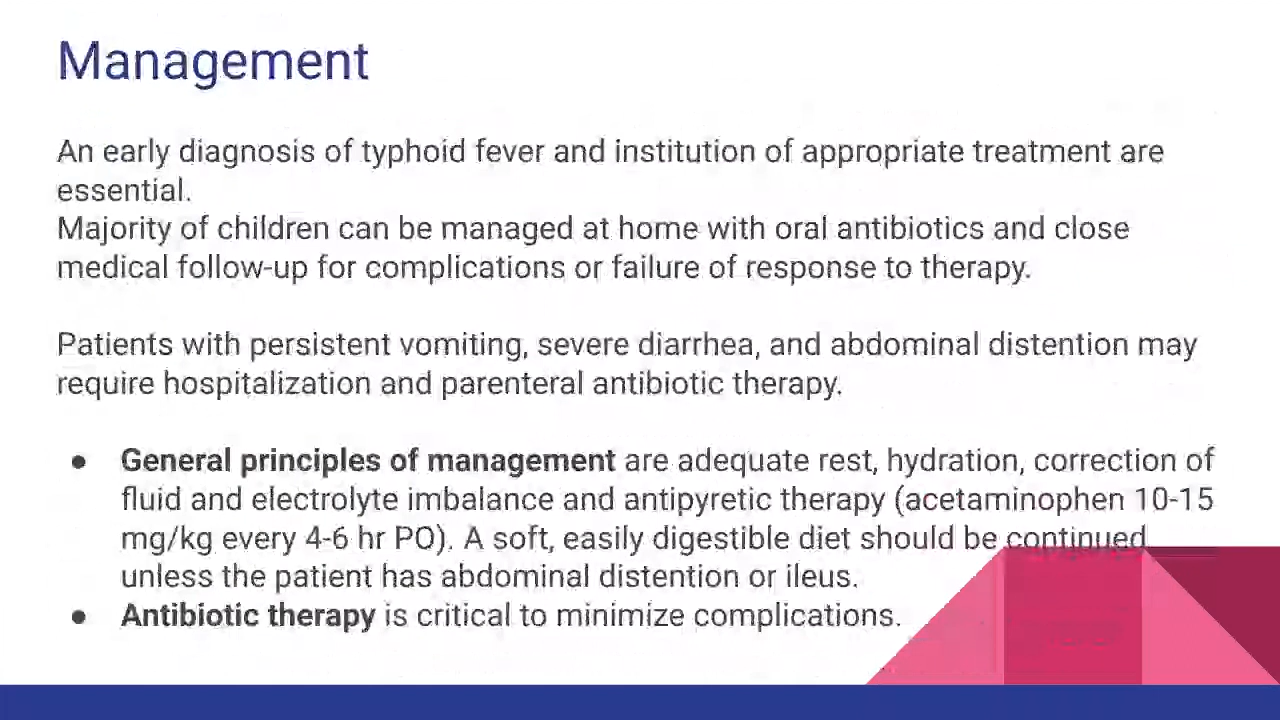 Management
An early diagnosis of typhoid fever and institution of appropriate treatment are
essential.
Majority of children can be managed at home with oral antibiotics and close
medical follow-up for complications or failure of response to therapy.
Patients with persistent vomiting, severe diarrhea, and abdominal distention may
require hospitalization and parenteral antibiotic therapy.
● General principles of management are adequate rest, hydration, correction of
fluid and electrolyte imbalance and antipyretic therapy (acetaminophen 10-15
mg/kg every 4-6 hr PO). A soft, easily digestible diet should be continued
unless the patient has abdominal distention or ileus.
● Antibiotic therapy is critical to minimize complications.